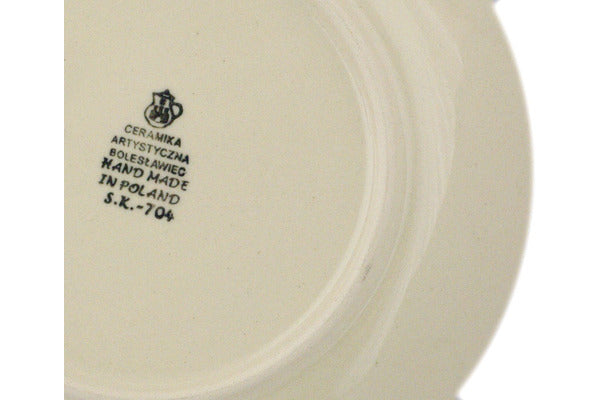 CERAMIKA
ARTYSTYCZNA
BOLESŁAWIEC
HAND MADE
IN POLAND
S.K.-704